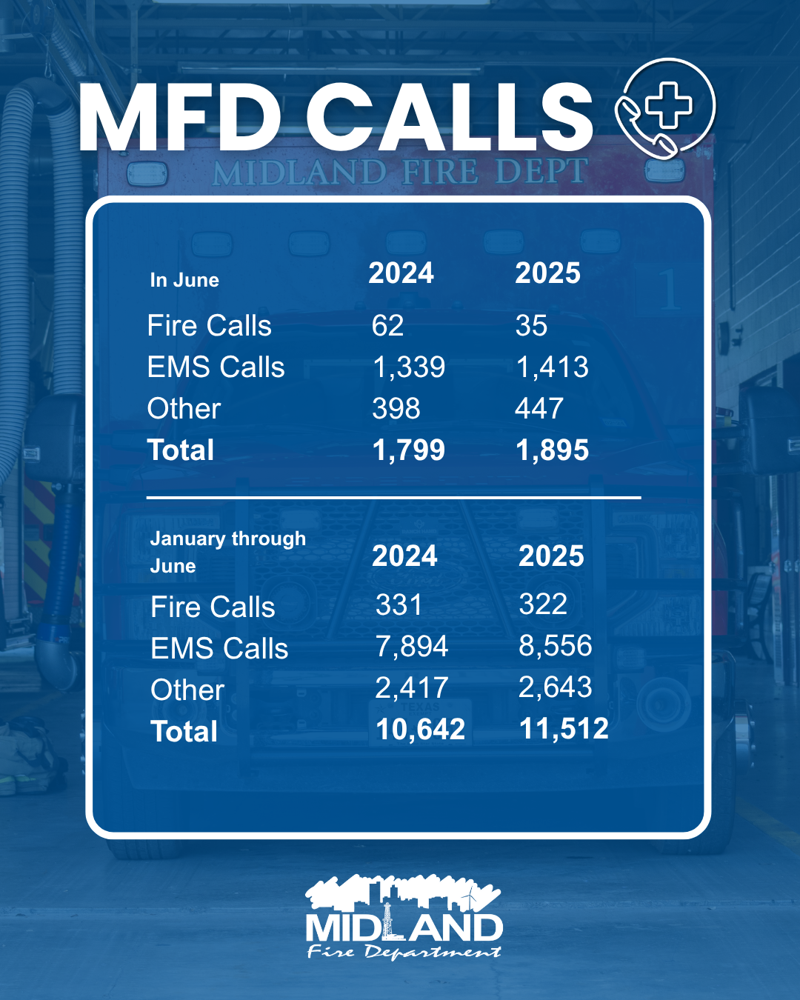 MFD CALLS
MIDLAND FIRE DEPT
In June 2024 2025
Fire Calls 62 35
EMS Calls 1,339 1,413
Other 398 447
Total 1,799 1,895
1
January through
June 2024 2025
Fire Calls 331 322
EMS Calls 7,894 8,556
Other 2,417 2,643
Total 10,642 11,512
TEXAS
MIDLAND
Fire Department